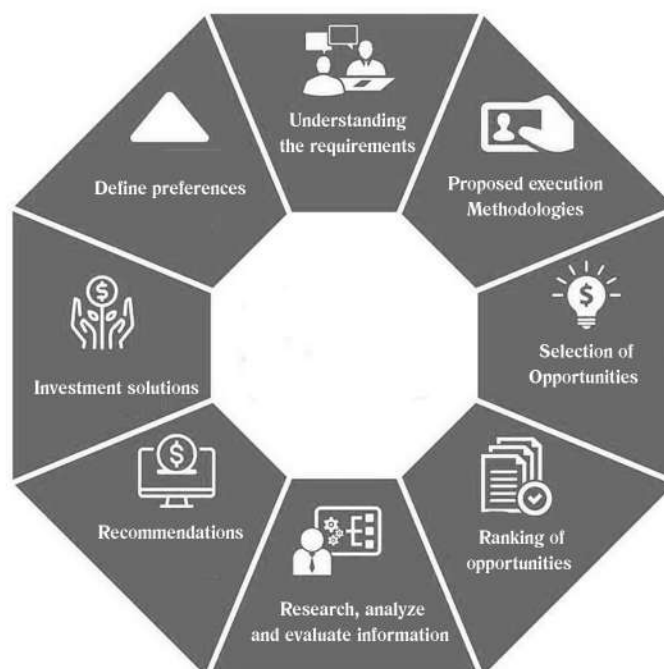 Understanding
the requirements
Proposed execution
Methodologies
Selection of
Opportunities
Ranking of
opportunities
Research, analyze
and evaluate information
Recommendations
Investment solutions
Define preferences
$
$
$